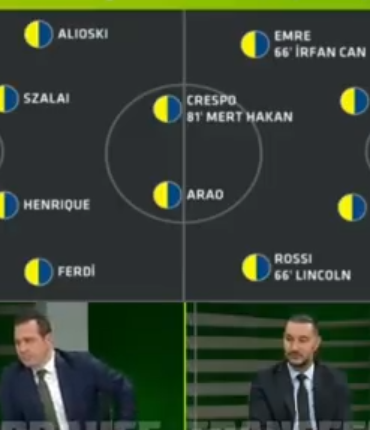 ALIOSKI
EMRE
66' İRFAN CAN
SZALAI
CRESPO
81' MERT HAKAN
HENRIQUE
ARAO
FERDİ
ROSSI
66' LINCOLN